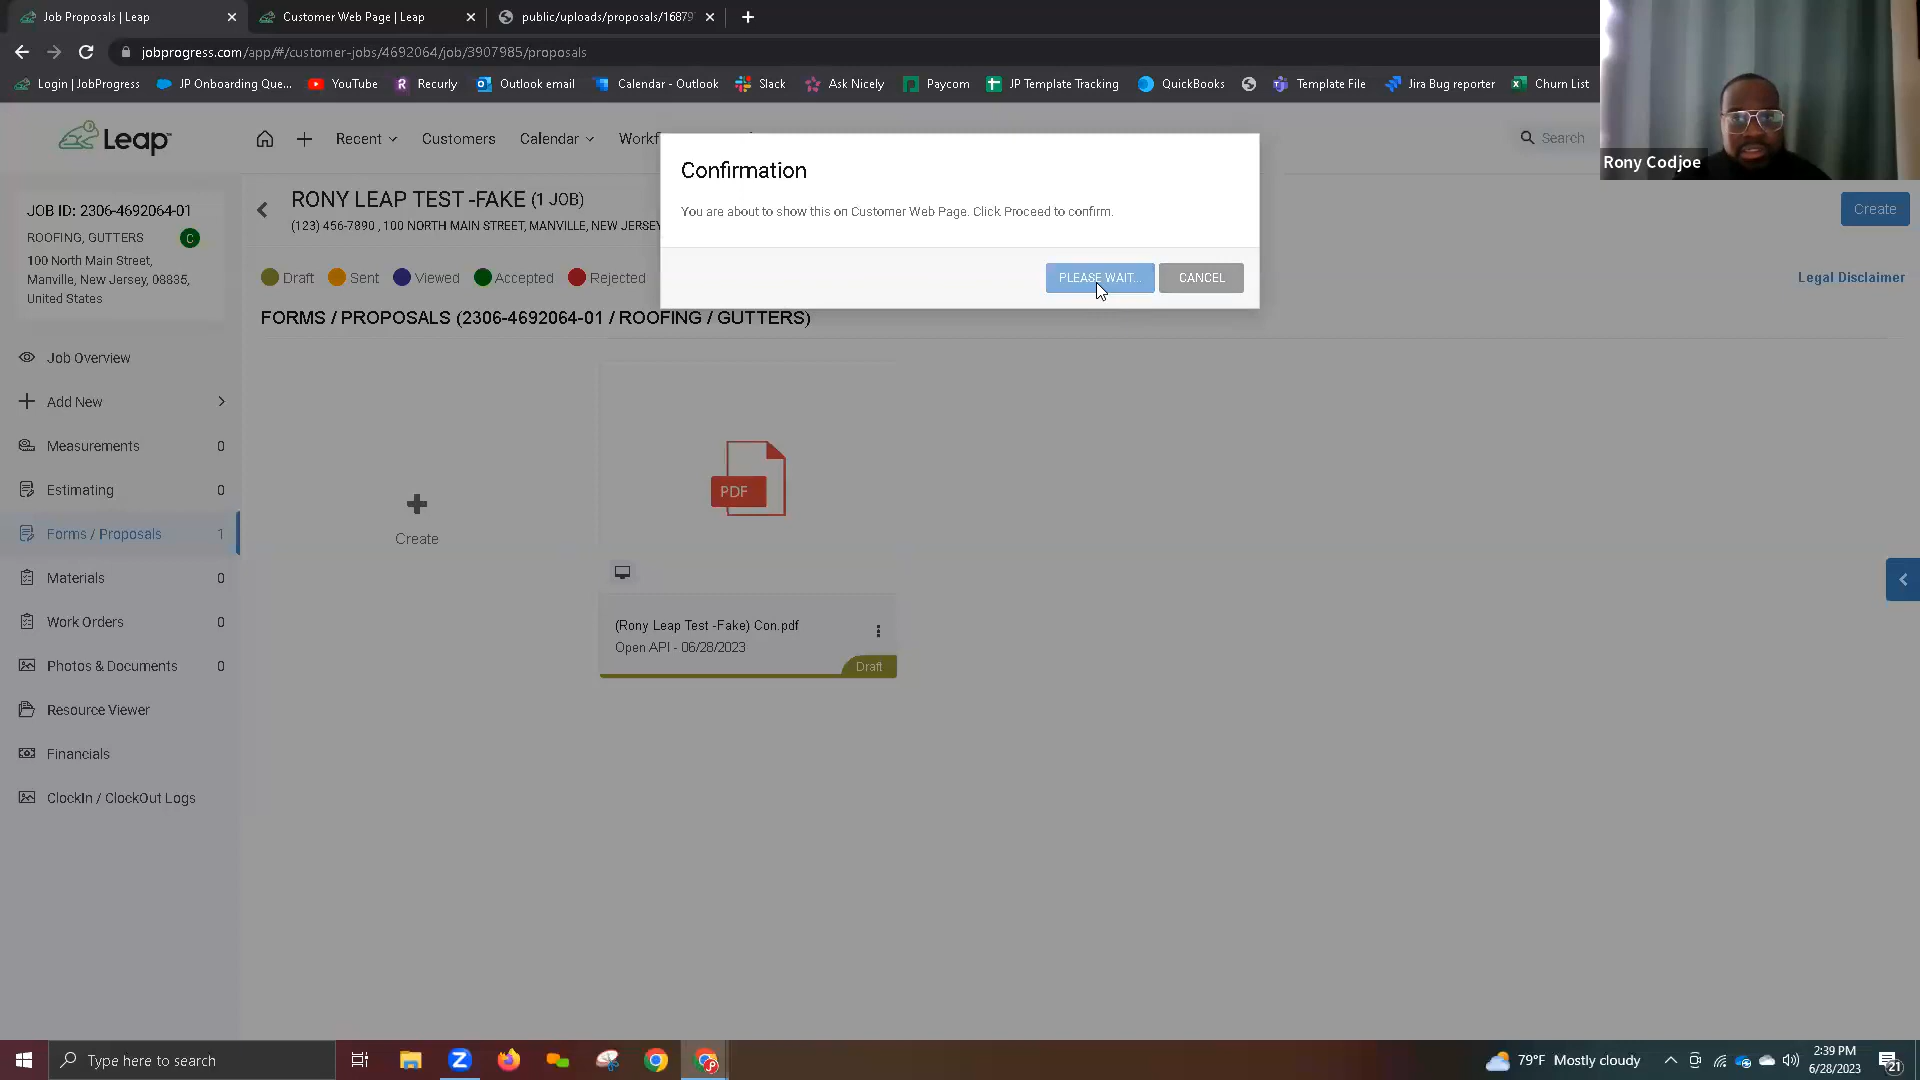 Job Proposals | Leap
Customer Web Page | Leap
public/uploads/proposals/16879
jobprogress.com/app/#/customer-jobs/4692064/job/3907985/proposals
Login | JobProgress
JP Onboarding Que...
YouTube
Recurly
Outlook email
Calendar - Outlook
Slack
Ask Nicely
Paycom
JP Template Tracking
QuickBooks
Template File
Jira Bug reporter
Churn List
Rony Codjoe
Leap
Recent
Customers
Calendar
Workf
Search
Confirmation
You are about to show this on Customer Web Page. Click Proceed to confirm.
PLEASE WAIT...
CANCEL
JOB ID: 2306-4692064-01
ROOFING, GUTTERS
C
100 North Main Street,
Manville, New Jersey, 08835,
United States
RONY LEAP TEST -FAKE (1 JOB)
(123) 456-7890 , 100 NORTH MAIN STREET, MANVILLE, NEW JERSEY
Create
Draft
Sent
Viewed
Accepted
Rejected
Legal Disclaimer
FORMS / PROPOSALS (2306-4692064-01 / ROOFING / GUTTERS)
Job Overview
Add New
Measurements 0
Estimating 0
Forms / Proposals 1
Materials 0
Work Orders 0
Photos & Documents 0
Resource Viewer
Financials
ClockIn / ClockOut Logs
Create
PDF
(Rony Leap Test -Fake) Con.pdf
Open API - 06/28/2023
Draft
Type here to search
79°F Mostly cloudy
2:39 PM
6/28/2023
21